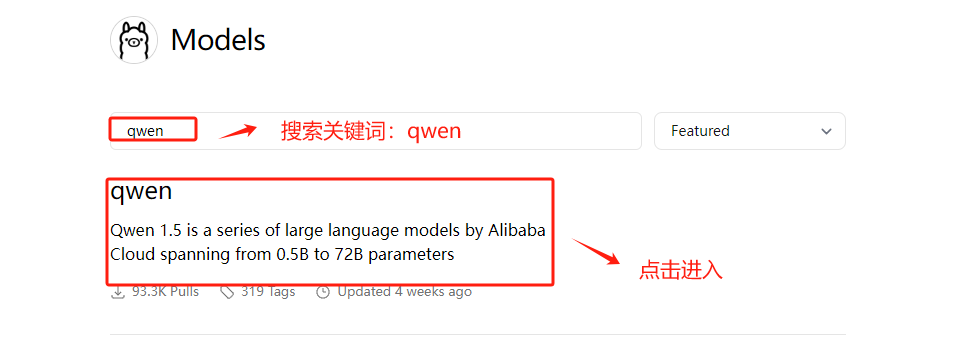 Models
qwen
搜索关键词：qwen
Featured
qwen
Qwen 1.5 is a series of large language models by Alibaba
Cloud spanning from 0.5B to 72B parameters
点击进入
93.3K Pulls 319 Tags Updated 4 weeks ago